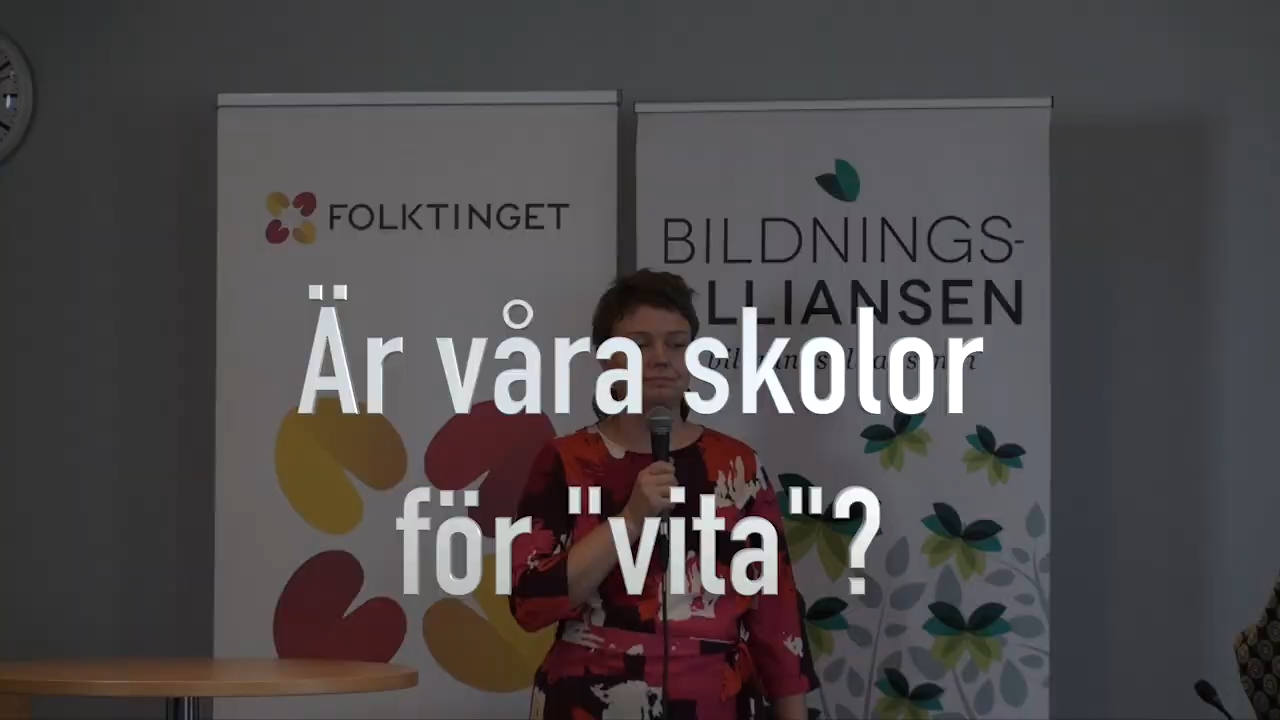 FOLKTINGET
BILDNINGS-
LLIANSEN
Är våra skolor
för "vita"?